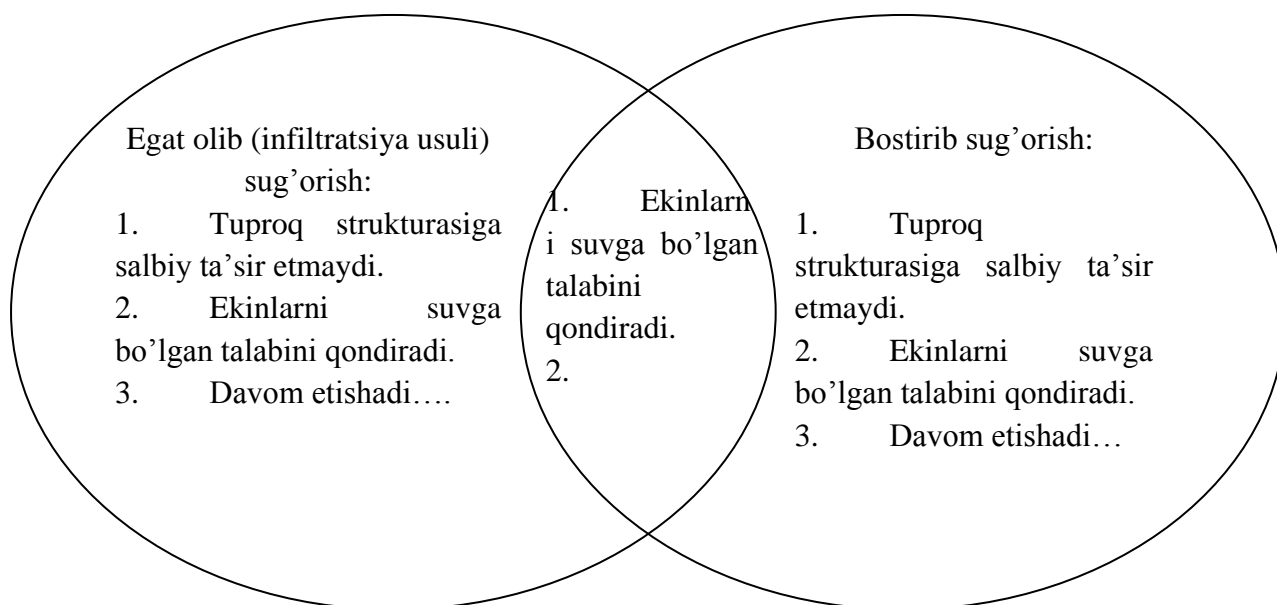 Egat olib (infiltratsiya usuli)
sug’orish:
1. Tuproq strukturasiga
salbiy ta’sir etmaydi.
2. Ekinlarni suvga
bo’lgan talabini qondiradi.
3. Davom etishadi….
1. Ekinlarn
i suvga bo’lgan
talabini
qondiradi.
2.
Bostirib sug’orish:
1. Tuproq
strukturasiga salbiy ta’sir
etmaydi.
2. Ekinlarni suvga
bo’lgan talabini qondiradi.
3. Davom etishadi…